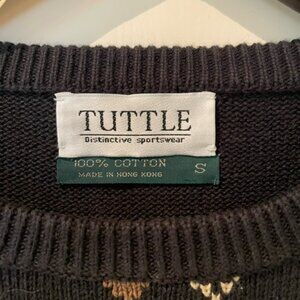 TUTTLE
Distinctive sportswear
100% COTTON
MADE IN HONG KONG
S